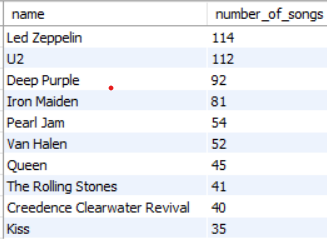 name number_of_songs
Led Zeppelin 114
U2 112
Deep Purple 92
Iron Maiden 81
Pearl Jam 54
Van Halen 52
Queen 45
The Rolling Stones 41
Creedence Clearwater Revival 40
Kiss 35